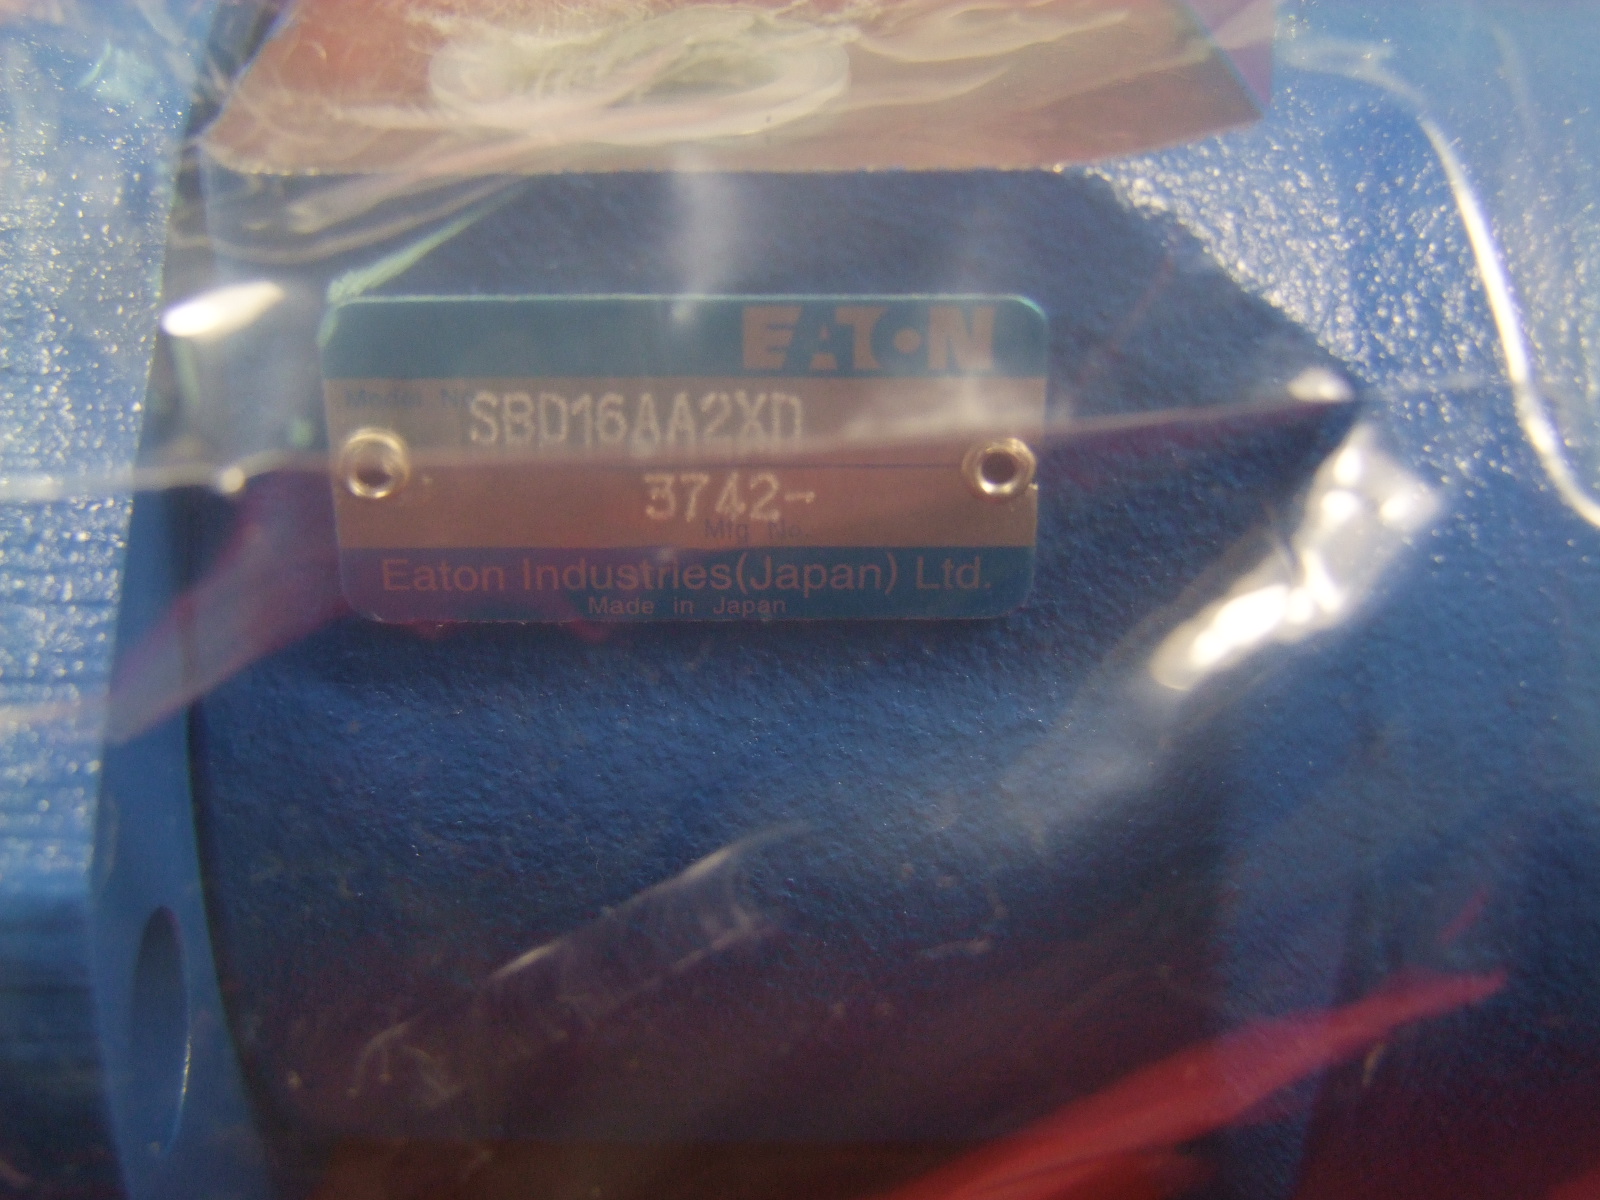 EATON
Model No. SBD16AA2XD
3742-
Mfg No.
Eaton Industries(Japan) Ltd.
Made in Japan